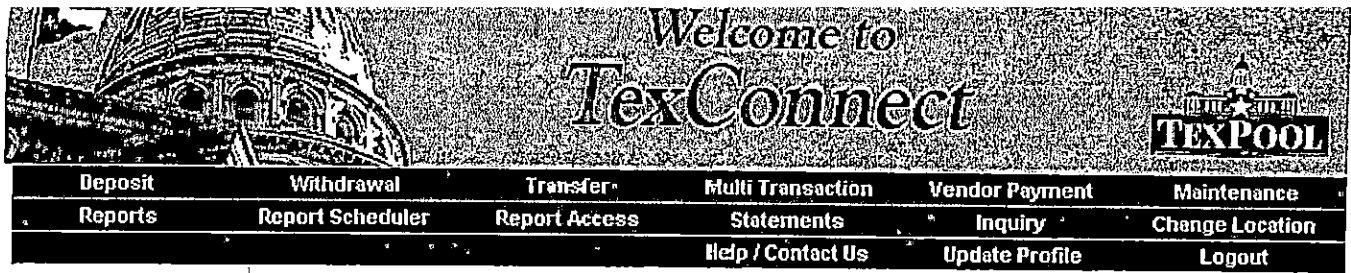 Welcome to
TexConnect
TEXPOOL
Deposit Withdrawal Transfer Multi Transaction Vendor Payment Maintenance
Reports Report Scheduler Report Access Statements Inquiry Change Location
Help / Contact Us Update Profile Logout